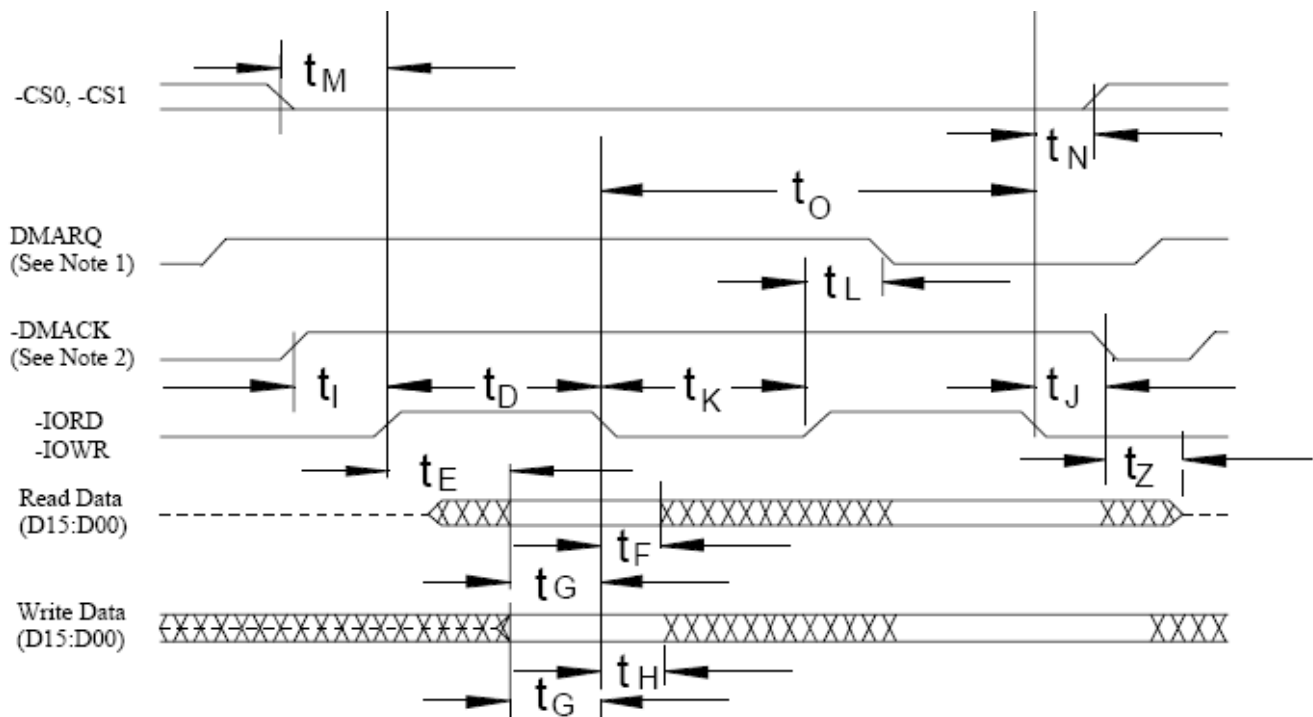 tM
-CS0, -CS1
tN
tO
DMARQ
(See Note 1)
tL
-DMACK
(See Note 2)
tI
tD
tK
tJ
-IORD
-IOWR
tE
tZ
Read Data
(D15:D00)
tF
tG
Write Data
(D15:D00)
tH
tG